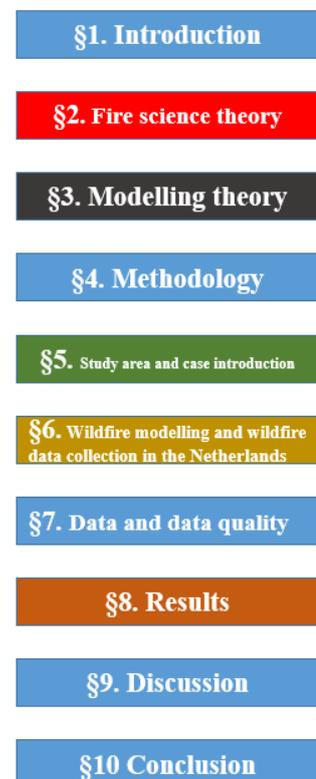 §1. Introduction
§2. Fire science theory
§3. Modelling theory
§4. Methodology
§5. Study area and case introduction
§6. Wildfire modelling and wildfire
data collection in the Netherlands
§7. Data and data quality
§8. Results
§9. Discussion
§10 Conclusion